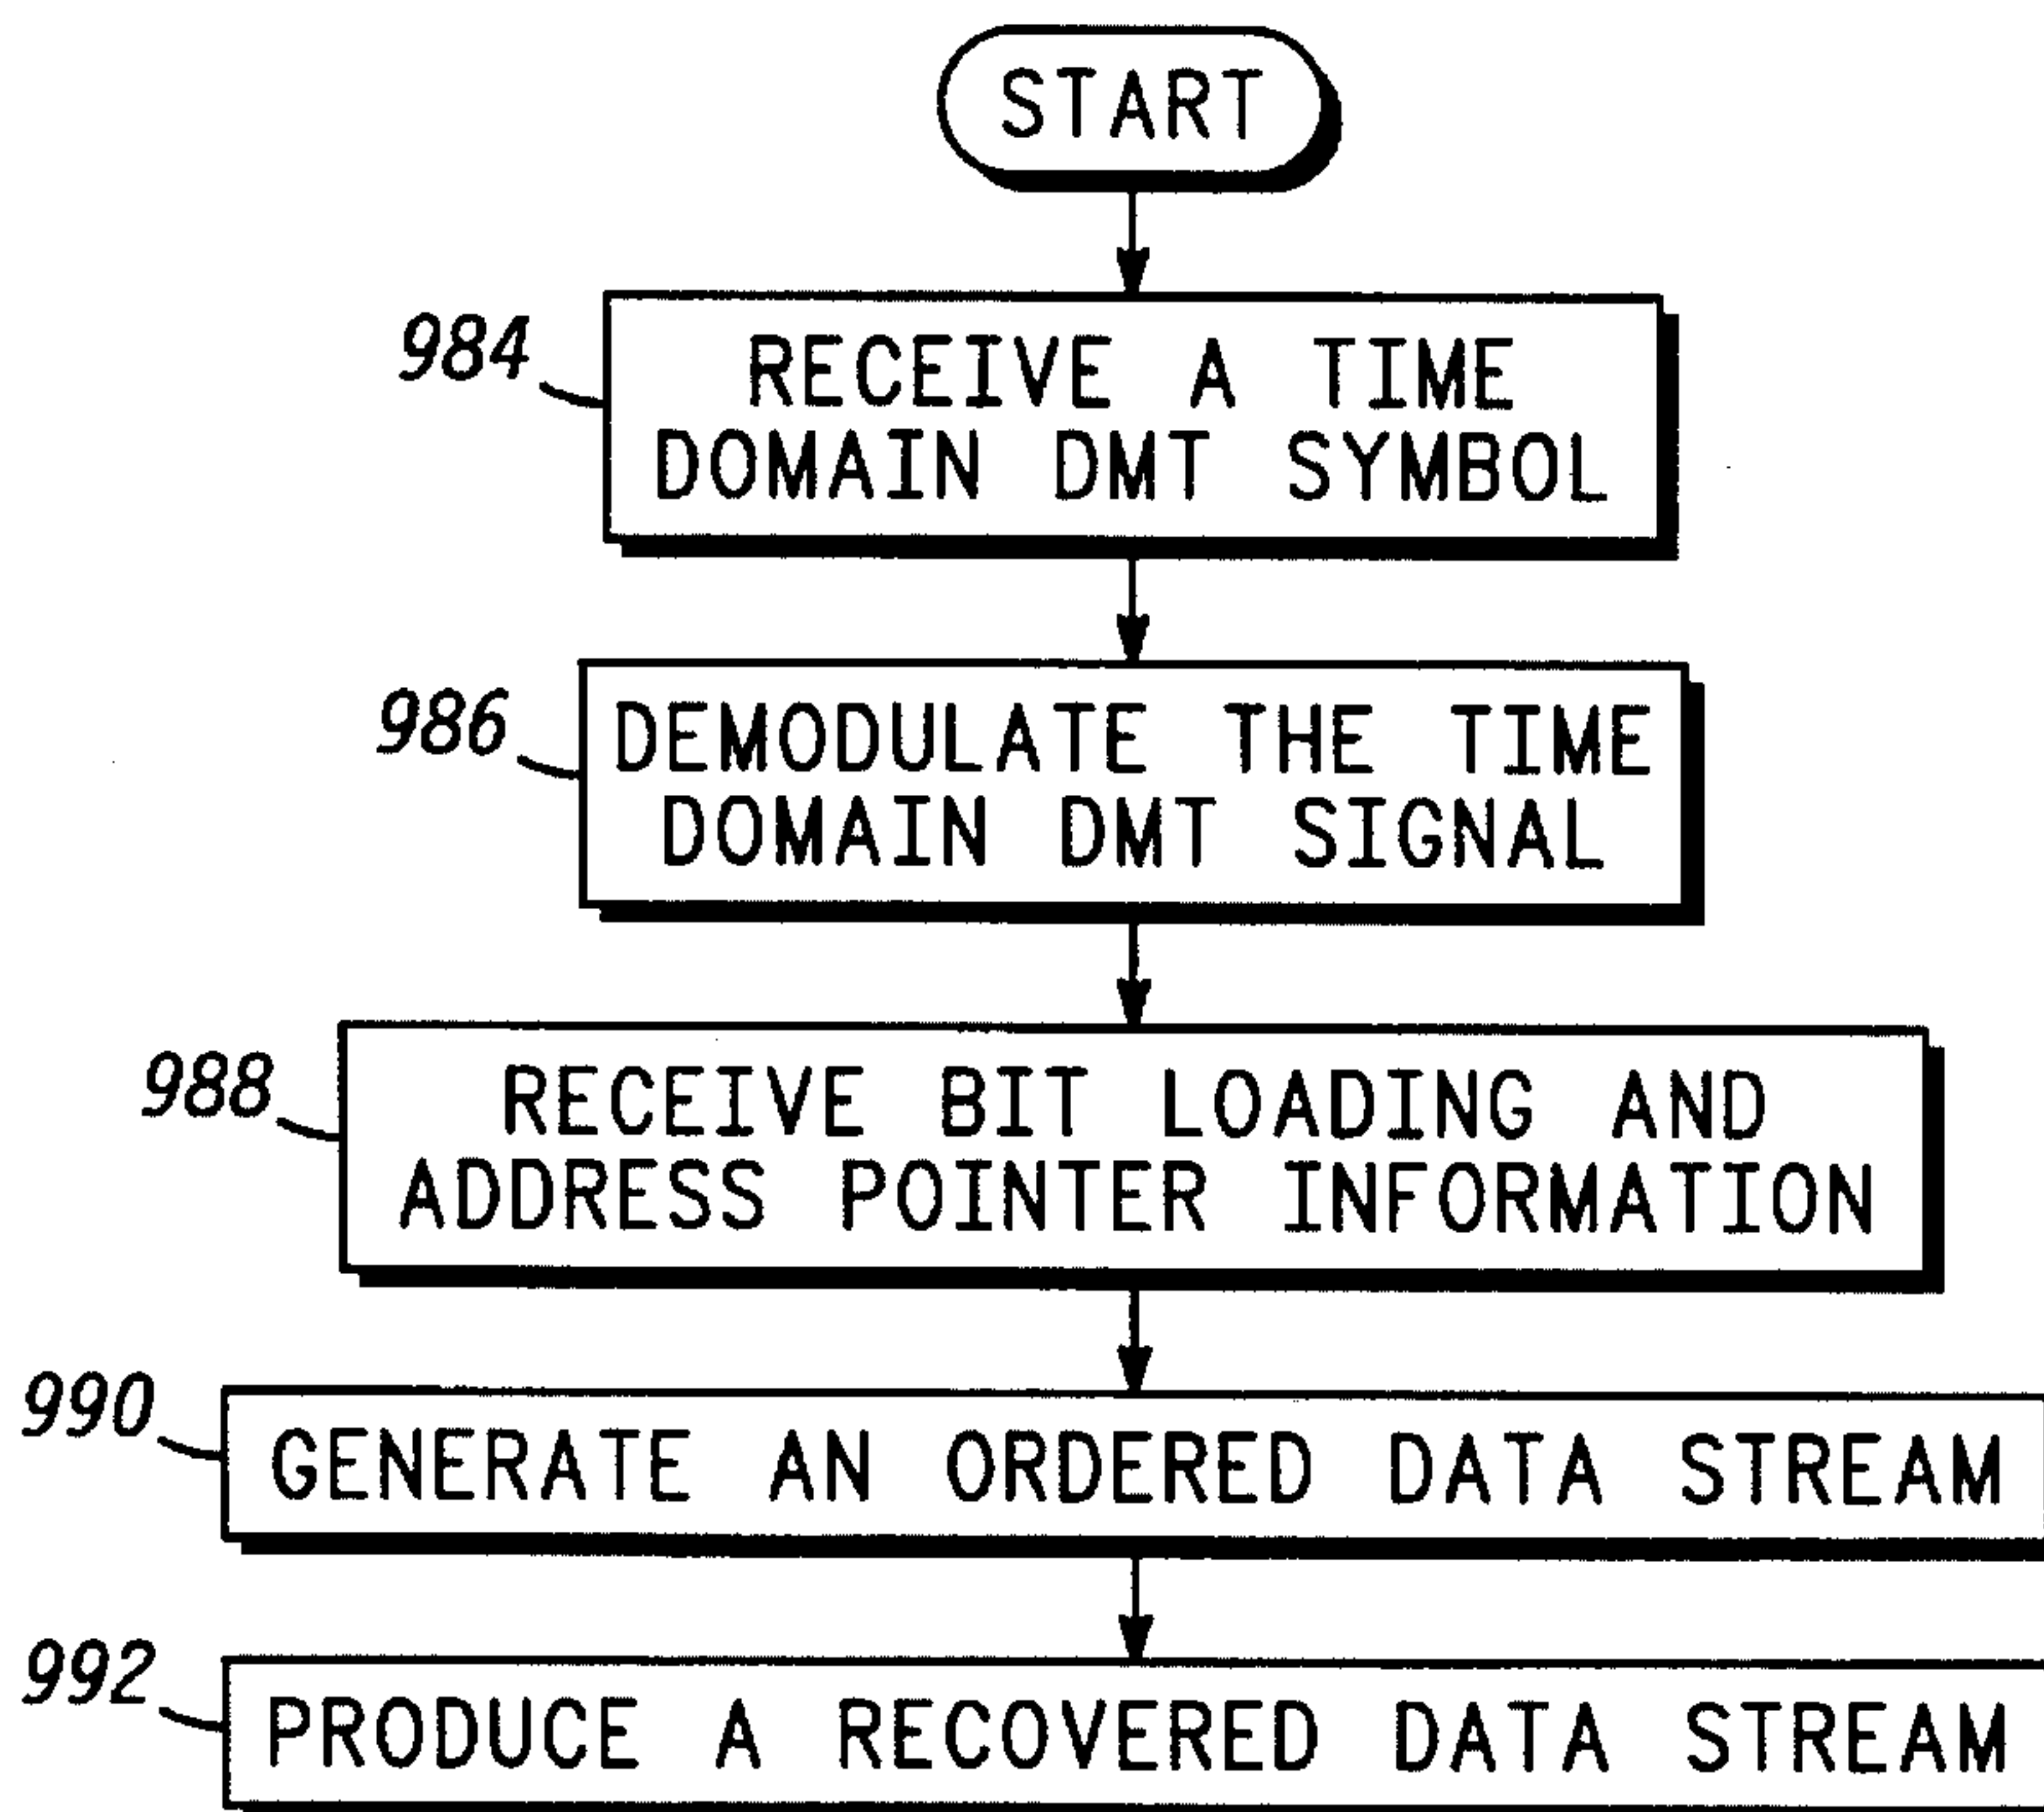 START
984
RECEIVE A TIME
DOMAIN DMT SYMBOL
986
DEMODULATE THE TIME
DOMAIN DMT SIGNAL
988
RECEIVE BIT LOADING AND
ADDRESS POINTER INFORMATION
990
GENERATE AN ORDERED DATA STREAM
992
PRODUCE A RECOVERED DATA STREAM